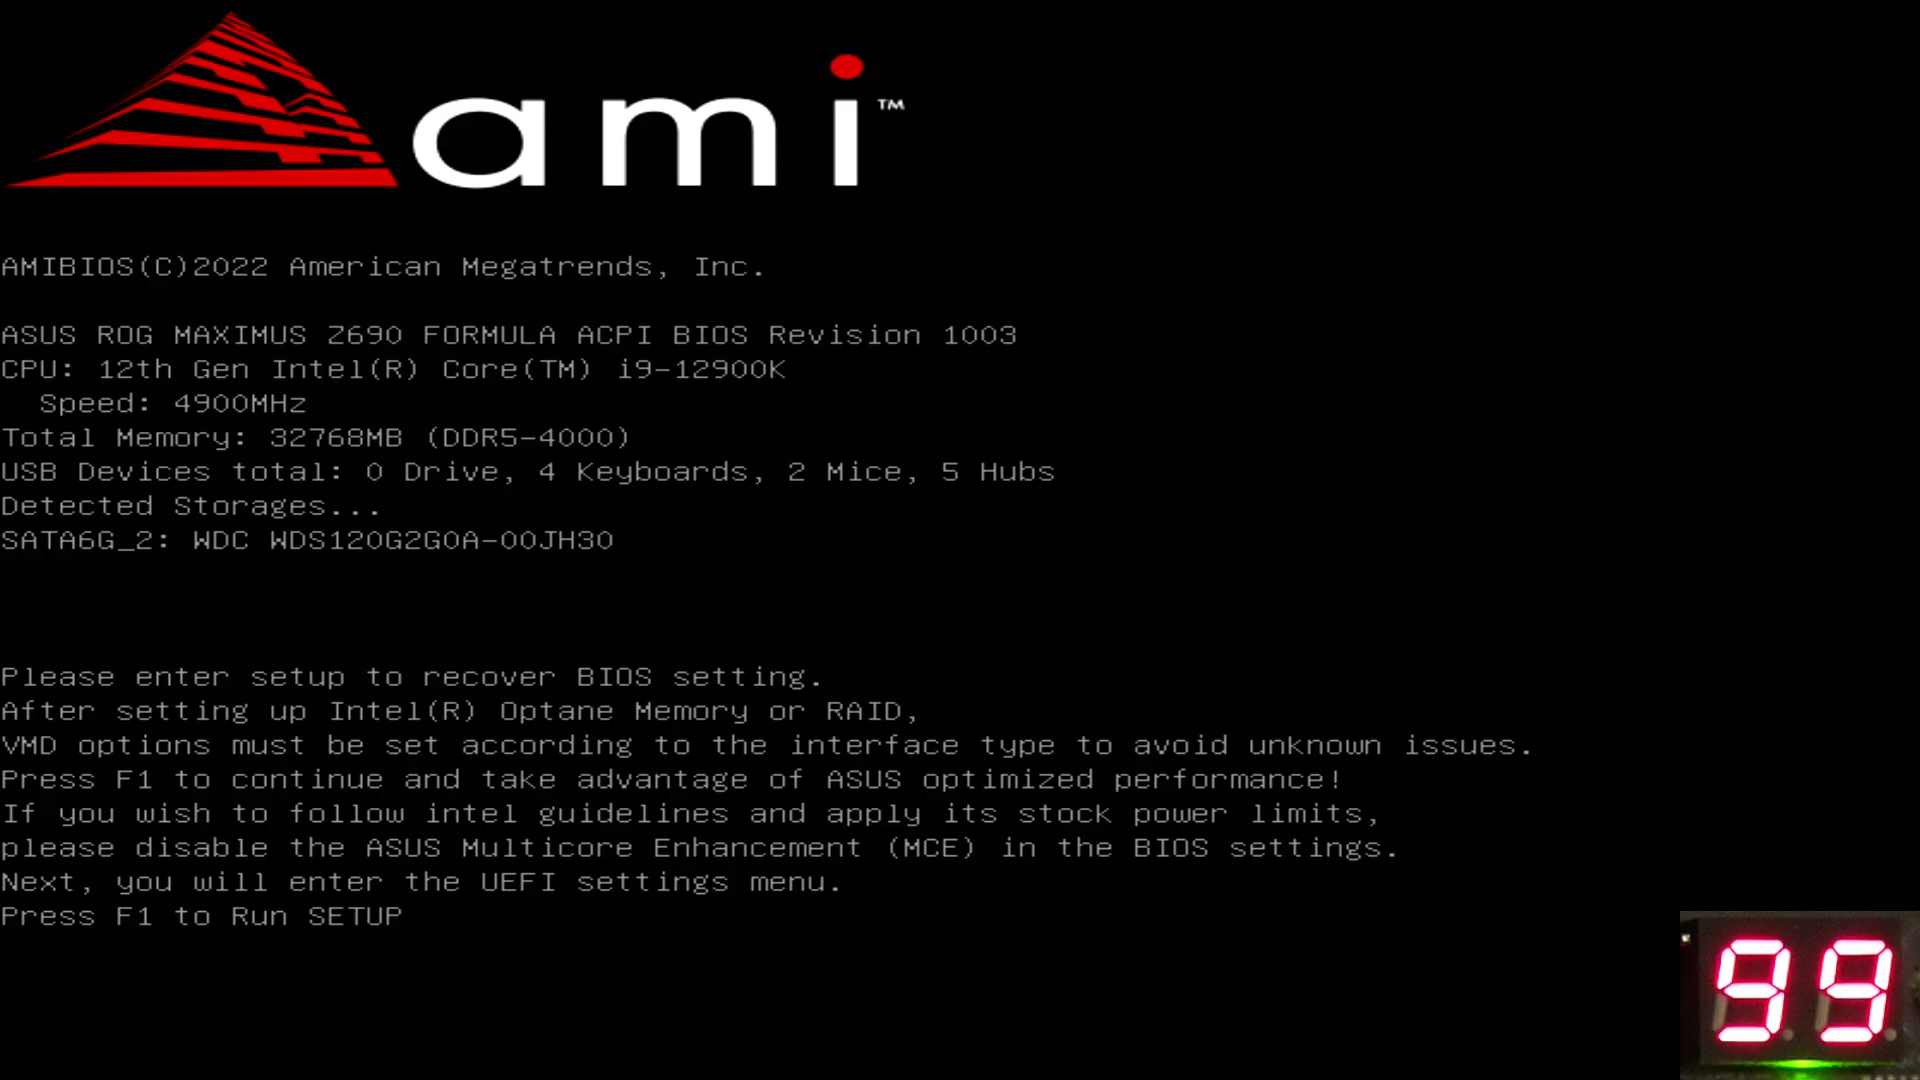 ami™
AMIBIOS(C)2022 American Megatrends, Inc.
ASUS ROG MAXIMUS Z690 FORMULA ACPI BIOS Revision 1003
CPU: 12th Gen Intel(R) Core(TM) i9-12900K
Speed: 4900MHz
Total Memory: 32768MB (DDR5-4000)
USB Devices total: 0 Drive, 4 Keyboards, 2 Mice, 5 Hubs
Detected Storages...
SATA6G_2: WDC WDS120G2G0A-00JH30
Please enter setup to recover BIOS setting.
After setting up Intel(R) Optane Memory or RAID,
VMD options must be set according to the interface type to avoid unknown issues.
Press F1 to continue and take advantage of ASUS optimized performance!
If you wish to follow intel guidelines and apply its stock power limits,
please disable the ASUS Multicore Enhancement (MCE) in the BIOS settings.
Next, you will enter the UEFI settings menu.
Press F1 to Run SETUP
99